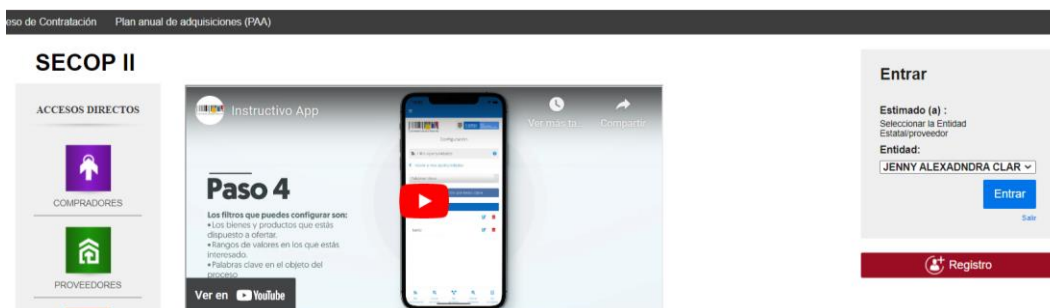 eso de Contratación Plan anual de adquisiciones (PAA)
SECOP II
ACCESOS DIRECTOS
COMPRADORES
PROVEEDORES
Instructivo App
Ver más ta...
Compartir
Configuración
Paso 4
Los filtros que puedes configurar son:
•Los bienes y productos que estás
dispuesto a ofertar.
•Rangos de valores en los que estás
interesado.
•Palabras clave en el objeto del
proceso
Ver en YouTube
Entrar
Estimado (a) :
Seleccionar la Entidad
Estatal/proveedor
Entidad:
JENNY ALEXADNDRA CLAR
Entrar
Salir
Registro